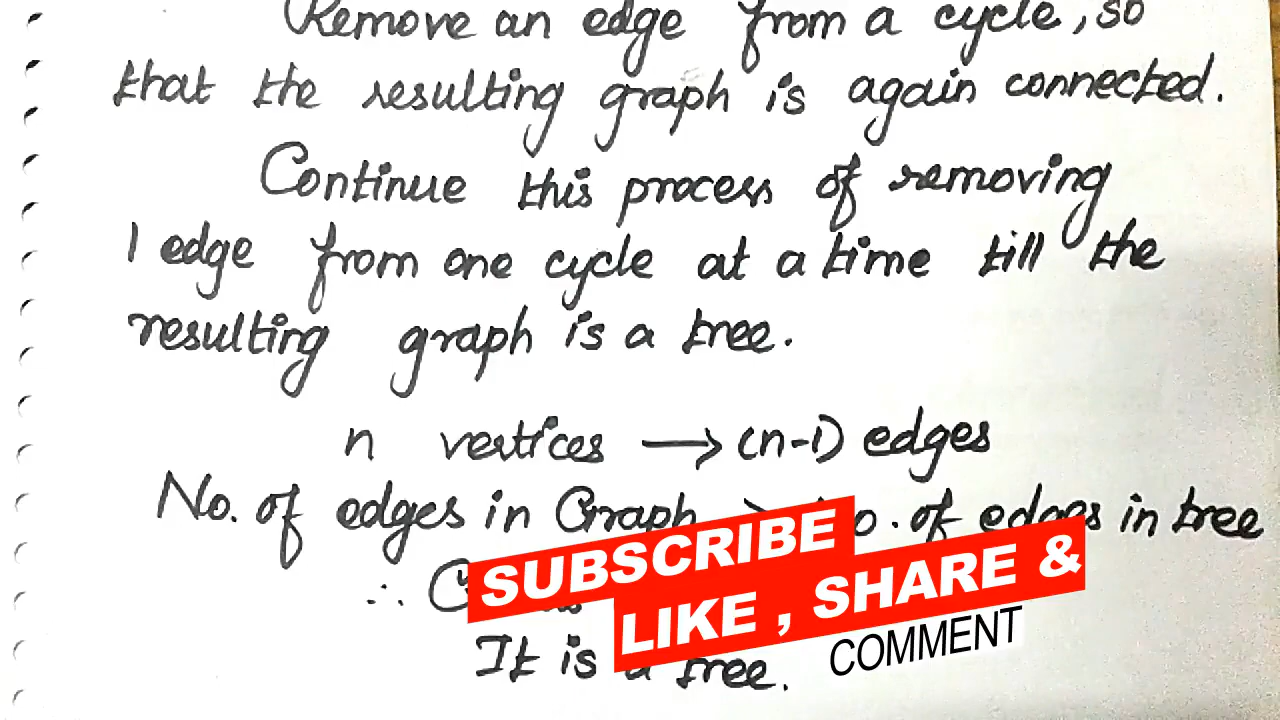 Remove an edge from a cycle, so
that the resulting graph is again connected.
Continue this process of removing
1 edge from one cycle at a time till the
resulting graph is a tree.
n vertices → (n-1) edges
No. of edges in Graph > No. of edges in tree
∴
It is a tree.
SUBSCRIBE
LIKE , SHARE &
COMMENT